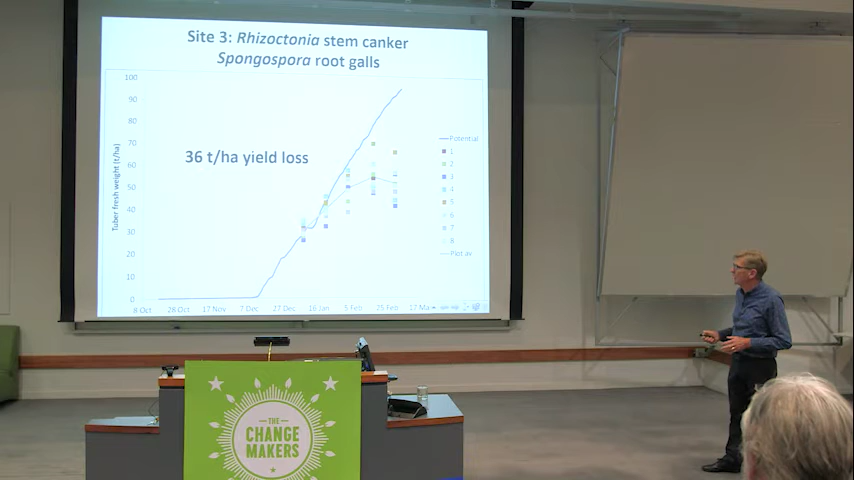 Site 3: Rhizoctonia stem canker
Spongospora root galls
100
90
80
70
60
50
40
30
20
10
0
Tuber fresh weight (t/ha)
36 t/ha yield loss
Potential
1
2
3
4
5
6
7
8
Plot av
8 Oct 28 Oct 17 Nov 7 Dec 27 Dec 16 Jan 5 Feb 25 Feb 17 Ma
THE
CHANGE
MAKERS